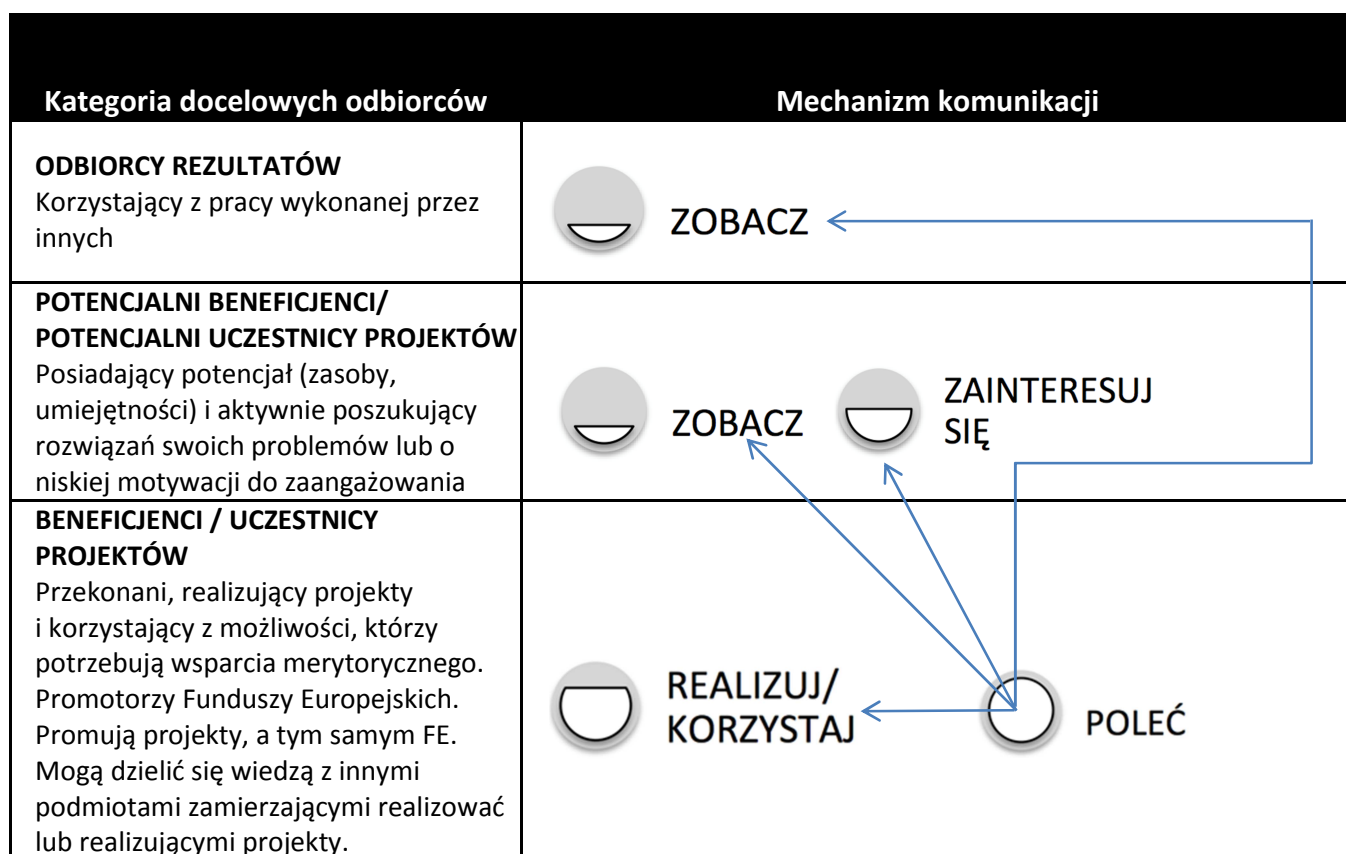 Kategoria docelowych odbiorców
Mechanizm komunikacji
ODBIORCY REZULTATÓW
Korzystający z pracy wykonanej przez
innych
ZOBACZ
POTENCJALNI BENEFICJENCI/
POTENCJALNI UCZESTNICY PROJEKTÓW
Posiadający potencjał (zasoby,
umiejętności) i aktywnie poszukujący
rozwiązań swoich problemów lub o
niskiej motywacji do zaangażowania
ZOBACZ
ZAINTERESUJ
SIĘ
BENEFICJENCI / UCZESTNICY
PROJEKTÓW
Przekonani, realizujący projekty
i korzystający z możliwości, którzy
potrzebują wsparcia merytorycznego.
Promotorzy Funduszy Europejskich.
Promują projekty, a tym samym FE.
Mogą dzielić się wiedzą z innymi
podmiotami zamierzającymi realizować
lub realizującymi projekty.
REALIZUJ/
KORZYSTAJ
POLEĆ